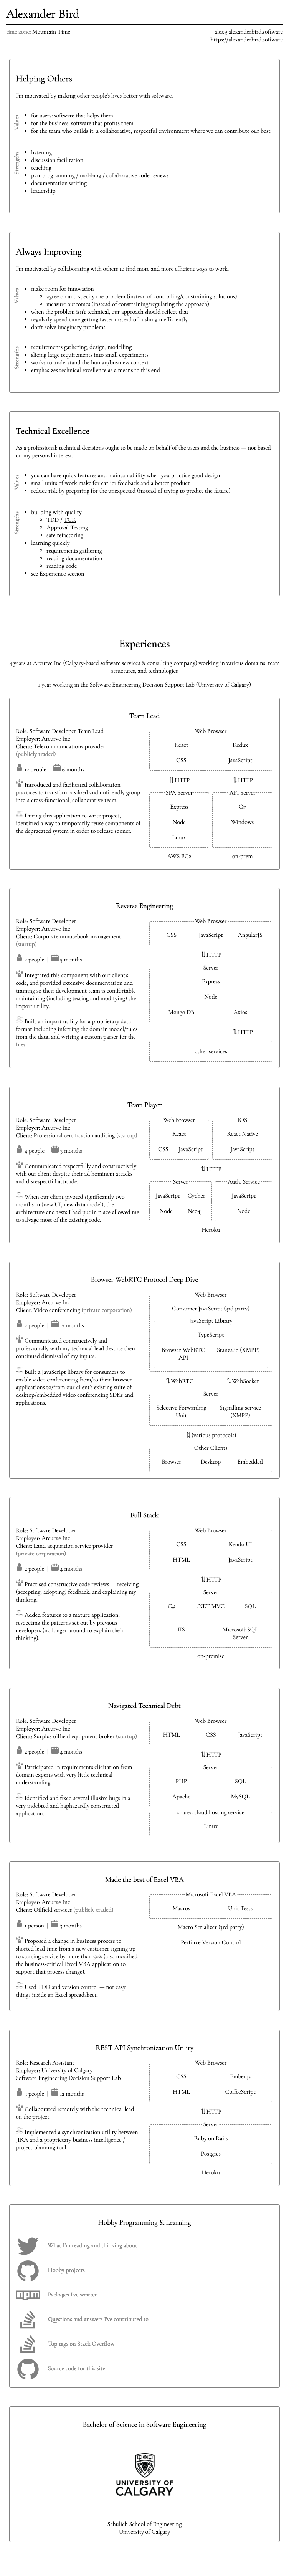 Alexander Bird
time zone: Mountain Time
alex@alexanderbird.software
https://alexanderbird.software
Helping Others
I'm motivated by making other people's lives better with software.
Values
for users: software that helps them
for the business: software that profits them
for the team who builds it: a collaborative, respectful environment where we can contribute our best
Strengths
listening
discussion facilitation
teaching
pair programming / mobbing / collaborative code reviews
documentation writing
leadership
Always Improving
I'm motivated by collaborating with others to find more and more efficient ways to work.
Values
make room for innovation
agree on and specify the problem (instead of controlling/constraining solutions)
measure outcomes (instead of constraining/regulating the approach)
when the problem isn't technical, our approach should reflect that
regularly spend time getting faster instead of rushing inefficiently
don't solve imaginary problems
Strengths
requirements gathering, design, modelling
slicing large requirements into small experiments
works to understand the human/business context
emphasizes technical excellence as a means to this end
Technical Excellence
As a professional: technical decisions ought to be made on behalf of the users and the business — not based
on my personal interest.
Values
you can have quick features and maintainability when you practice good design
small units of work make for earlier feedback and a better product
reduce risk by preparing for the unexpected (instead of trying to predict the future)
Strengths
building with quality
TDD / TCR
Approval Testing
safe refactoring
learning quickly
requirements gathering
reading documentation
reading code
see Experience section
Experiences
4 years at Arcurve Inc (Calgary-based software services & consulting company) working in various domains, team
structures, and technologies
1 year working in the Software Engineering Decision Support Lab (University of Calgary)
Team Lead
Role: Software Developer Team Lead
Employer: Arcurve Inc
Client: Telecommunications provider
(publicly traded)
12 people | 6 months
Introduced and facilitated collaboration
practices to transform a siloed and unfriendly group
into a cross-functional, collaborative team.
During this application re-write project,
identified a way to temporarily reuse components of
the deptracated system in order to release sooner.
Web Browser
React Redux
CSS JavaScript
⇅ HTTP ⇅ HTTP
SPA Server API Server
Express C#
Node Windows
Linux
AWS EC2 on-prem
Reverse Engineering
Role: Software Developer
Employer: Arcurve Inc
Client: Corporate minutebook management
(startup)
2 people | 5 months
Integrated this component with our client's
code, and provided extensive documentation and
training so their development team is comfortable
maintaining (including testing and modifying) the
import utility.
Built an import utility for a proprietary data
format including inferring the domain model/rules
from the data, and writing a custom parser for the
files.
Web Browser
CSS JavaScript AngularJS
⇅ HTTP
Server
Express
Node
Mongo DB Axios
⇅ HTTP
other services
Team Player
Role: Software Developer
Employer: Arcurve Inc
Client: Professional certification auditing (startup)
4 people | 3 months
Communicated respectfully and constructively
with our client despite their ad hominem attacks
and disrespectful attitude.
When our client pivoted significantly two
months in (new UI, new data model), the
architecture and tests I had put in place allowed me
to salvage most of the existing code.
Web Browser iOS
React React Native
CSS JavaScript JavaScript
⇅ HTTP
Server Auth. Service
JavaScript Cypher JavaScript
Node Neo4j Node
Heroku
Browser WebRTC Protocol Deep Dive
Role: Software Developer
Employer: Arcurve Inc
Client: Video conferencing (private corporation)
2 people | 12 months
Communicated constructively and
professionally with my technical lead despite their
continued dismissal of my inputs.
Built a JavaScript library for consumers to
enable video conferencing from/to their browser
applications to/from our client's existing suite of
desktop/embedded video conferencing SDKs and
applications.
Web Browser
Consumer JavaScript (3rd party)
JavaScript Library
TypeScript
Browser WebRTC Stanza.io (XMPP)
API
⇅ WebRTC ⇅ WebSocket
Server
Selective Forwarding Signalling service
Unit (XMPP)
⇅ (various protocols)
Other Clients
Browser Desktop Embedded
Full Stack
Role: Software Developer
Employer: Arcurve Inc
Client: Land acquisition service provider
(private corporation)
2 people | 4 months
Practised constructive code reviews — receiving
(accepting, adopting) feedback, and explaining my
thinking.
Added features to a mature application,
respecting the patterns set out by previous
developers (no longer around to explain their
thinking).
Web Browser
CSS Kendo UI
HTML JavaScript
⇅ HTTP
Server
C# .NET MVC SQL
IIS Microsoft SQL
Server
on-premise
Navigated Technical Debt
Role: Software Developer
Employer: Arcurve Inc
Client: Surplus oilfield equipment broker (startup)
2 people | 4 months
Participated in requirements elicitation from
domain experts with very little technical
understanding.
Identified and fixed several illusive bugs in a
very indebted and haphazardly constructed
application.
Web Browser
HTML CSS JavaScript
⇅ HTTP
Server
PHP SQL
Apache MySQL
shared cloud hosting service
Linux
Made the best of Excel VBA
Role: Software Developer
Employer: Arcurve Inc
Client: Oilfield services (publicly traded)
1 person | 5 months
Proposed a change in business process to
shorted lead time from a new customer signing up
to starting service by more than 50% (also modified
the business-critical Excel VBA application to
support that process change).
Used TDD and version control — not easy
things inside an Excel spreadsheet.
Microsoft Excel VBA
Macros Unit Tests
Macro Serializer (3rd party)
Perforce Version Control
REST API Synchronization Utility
Role: Research Assistant
Employer: University of Calgary
Software Engineering Decision Support Lab
3 people | 12 months
Collaborated remotely with the technical lead
on the project.
Implemented a synchronization utility between
JIRA and a proprietary business intelligence /
project planning tool.
Web Browser
CSS Ember.js
HTML CoffeeScript
⇅ HTTP
Server
Ruby on Rails
Postgres
Heroku
Hobby Programming & Learning
What I'm reading and thinking about
Hobby projects
npm Packages I've written
Questions and answers I've contributed to
Top tags on Stack Overflow
Source code for this site
Bachelor of Science in Software Engineering
UNIVERSITY OF
CALGARY
Schulich School of Engineering
University of Calgary